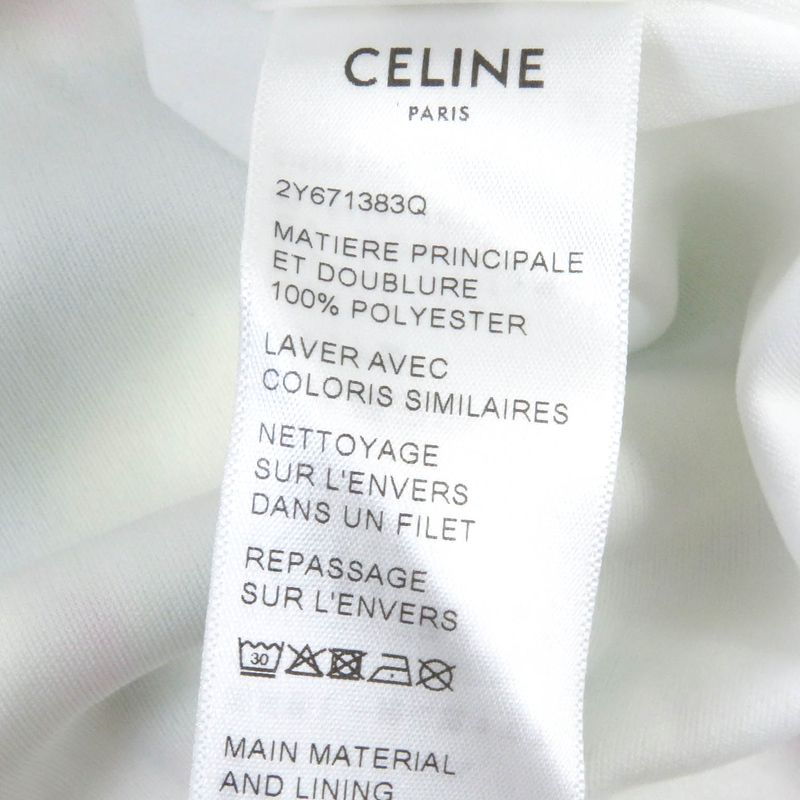 CELINE
PARIS
2Y671383Q
MATIERE PRINCIPALE
ET DOUBLURE
100% POLYESTER
LAVER AVEC
COLORIS SIMILAIRES
NETTOYAGE
SUR L'ENVERS
DANS UN FILET
REPASSAGE
SUR L'ENVERS
30
MAIN MATERIAL
AND LINING